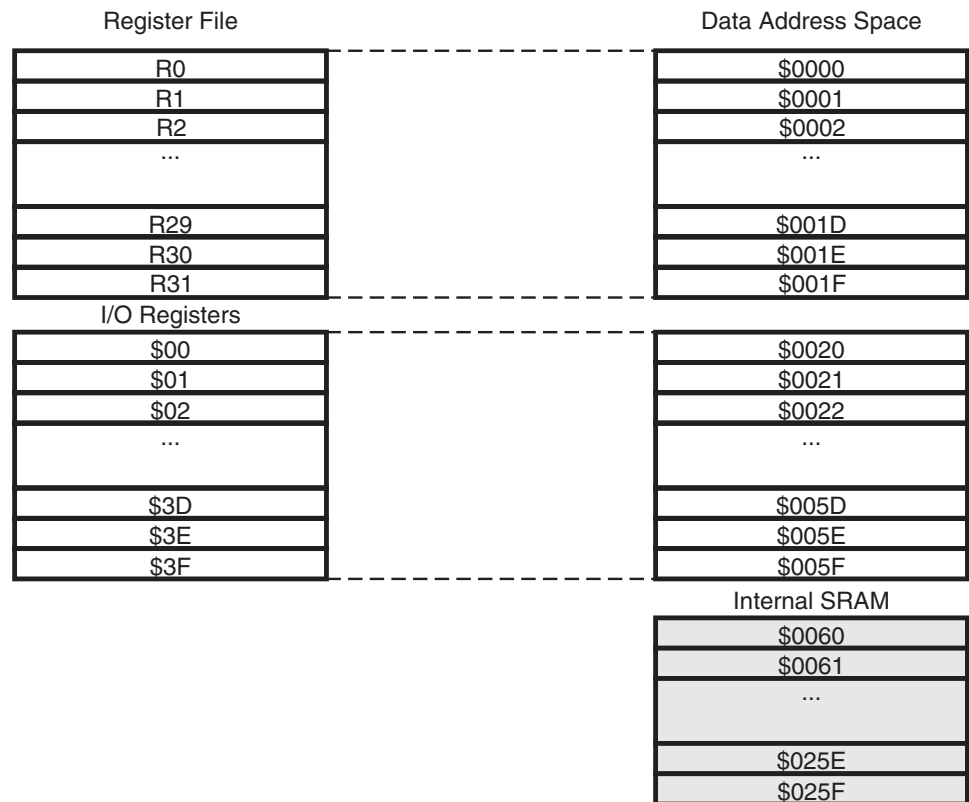 Register File Data Address Space
R0 $0000
R1 $0001
R2 $0002
... ...
R29 $001D
R30 $001E
R31 $001F
I/O Registers
$00 $0020
$01 $0021
$02 $0022
... ...
$3D $005D
$3E $005E
$3F $005F
Internal SRAM
$0060
$0061
...
$025E
$025F